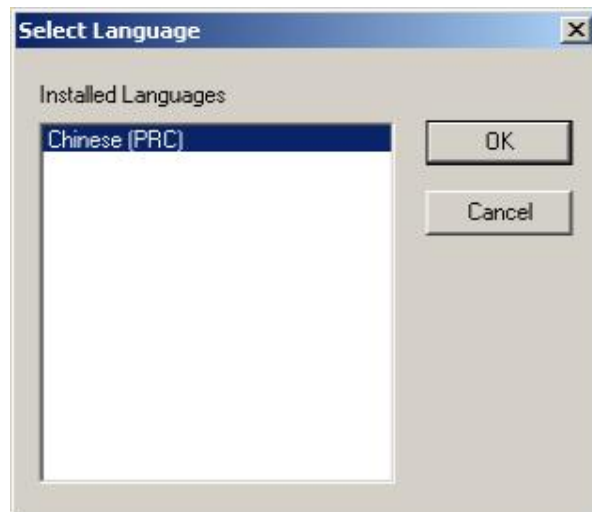 Select Language
Installed Languages
Chinese (PRC)
OK
Cancel